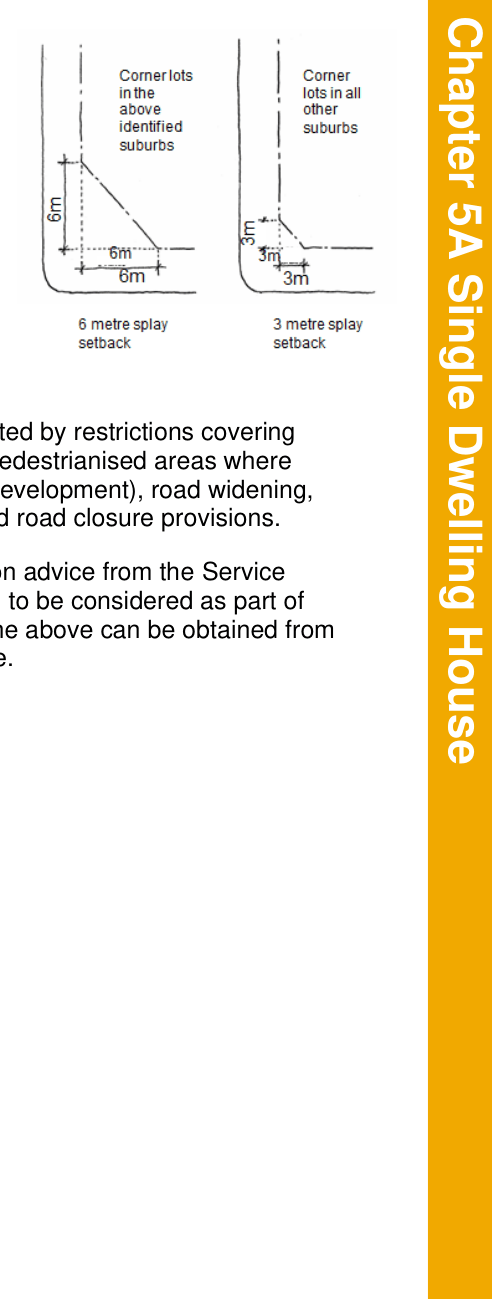 Corner lots
in the
above
identified
suburbs
6m
6m
6m
6 metre splay
setback
Corner
lots in all
other
suburbs
3m
3m
3m
3 metre splay
setback
ted by restrictions covering
edestrianised areas where
evelopment), road widening,
d road closure provisions.
on advice from the Service
to be considered as part of
he above can be obtained from
e.
Chapter 5A Single Dwelling House